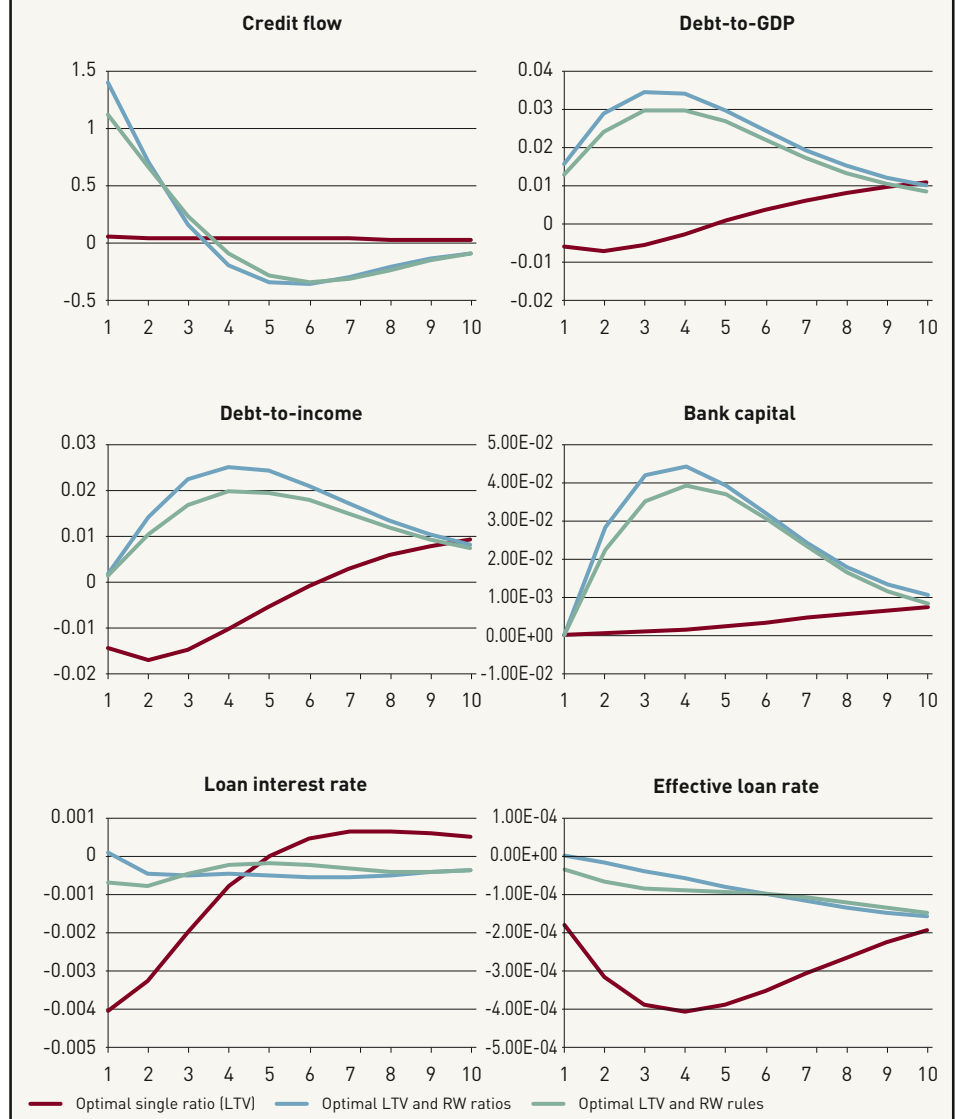 Credit flow
1.5
1
0.5
0
-0.5
1 2 3 4 5 6 7 8 9 10
Debt-to-GDP
0.04
0.03
0.02
0.01
0
-0.01
-0.02
1 2 3 4 5 6 7 8 9 10
Debt-to-income
0.03
0.02
0.01
0
-0.01
-0.02
1 2 3 4 5 6 7 8 9 10
Bank capital
5.00E-02
4.00E-02
3.00E-02
2.00E-02
1.00E-03
0.00E+00
-1.00E-02
1 2 3 4 5 6 7 8 9 10
Loan interest rate
0.001
0
-0.001
-0.002
-0.003
-0.004
-0.005
1 2 3 4 5 6 7 8 9 10
Effective loan rate
1.00E-04
0.00E+00
-1.00E-04
-2.00E-04
-3.00E-04
-4.00E-04
-5.00E-04
1 2 3 4 5 6 7 8 9 10
Optimal single ratio (LTV) Optimal LTV and RW ratios Optimal LTV and RW rules